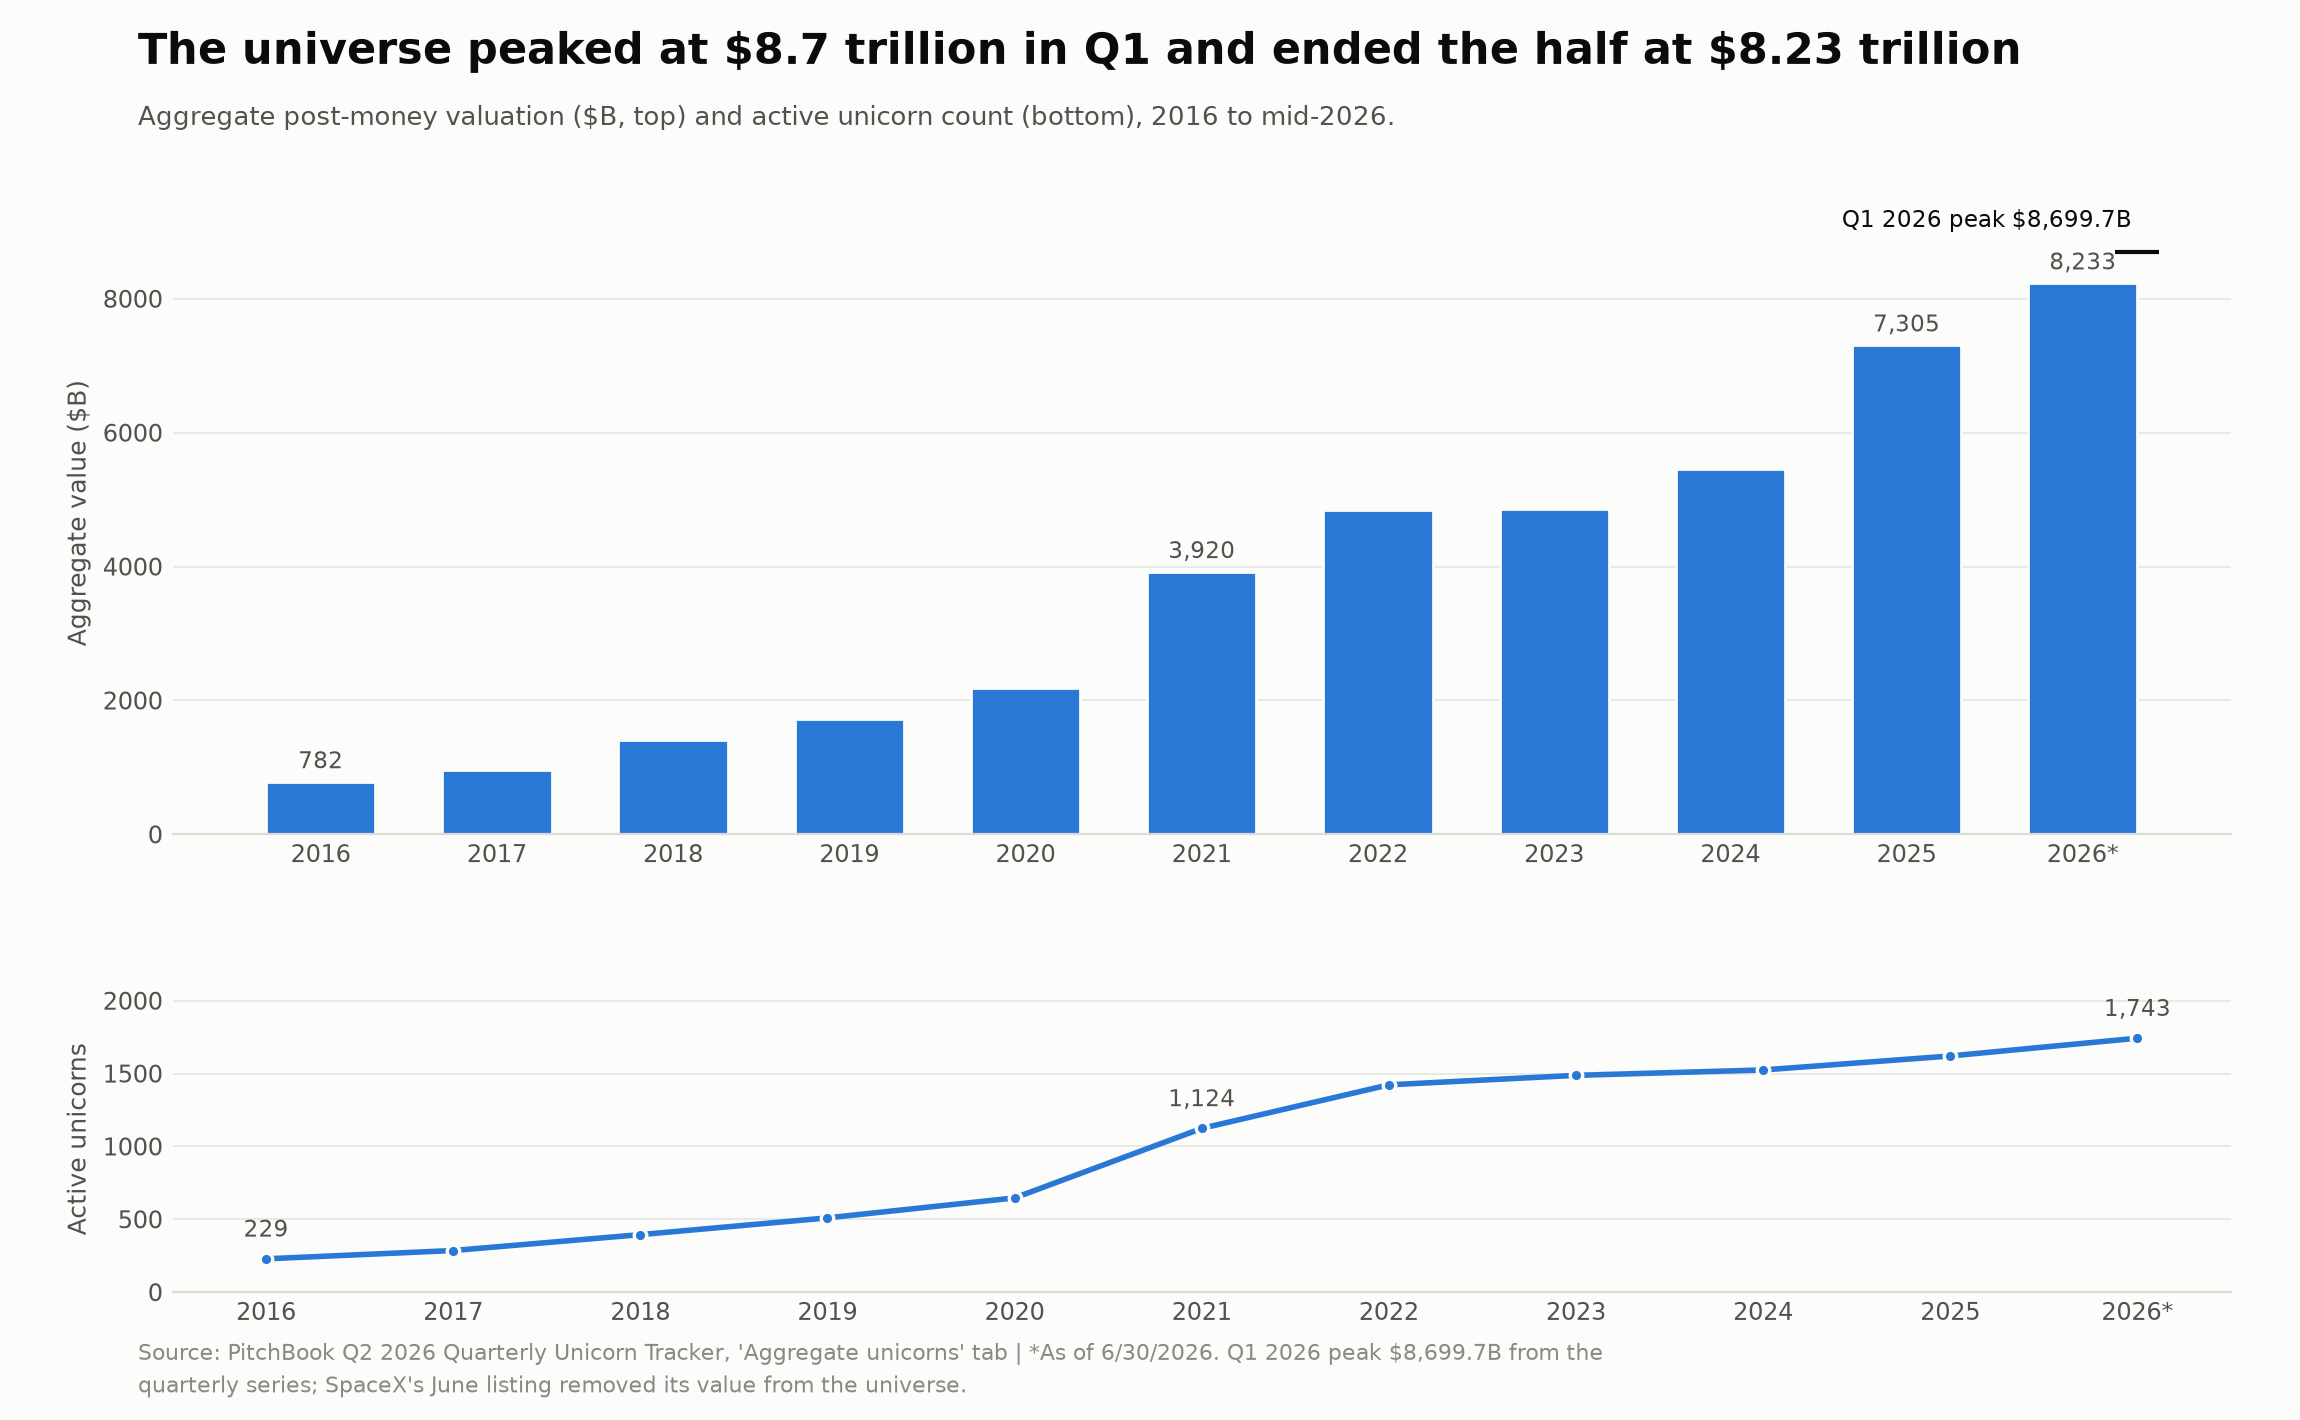 The universe peaked at $8.7 trillion in Q1 and ended the half at $8.23 trillion
Aggregate post-money valuation ($B, top) and active unicorn count (bottom), 2016 to mid-2026.
Q1 2026 peak $8,699.7B
8,233
8000
7,305
Aggregate value ($B)
6000
4000
3,920
2000
782
0
2016 2017 2018 2019 2020 2021 2022 2023 2024 2025 2026*
2000
1,743
Active unicorns
1500
1,124
1000
500
229
0
2016 2017 2018 2019 2020 2021 2022 2023 2024 2025 2026*
Source: PitchBook Q2 2026 Quarterly Unicorn Tracker, 'Aggregate unicorns' tab | *As of 6/30/2026. Q1 2026 peak $8,699.7B from the
quarterly series; SpaceX's June listing removed its value from the universe.